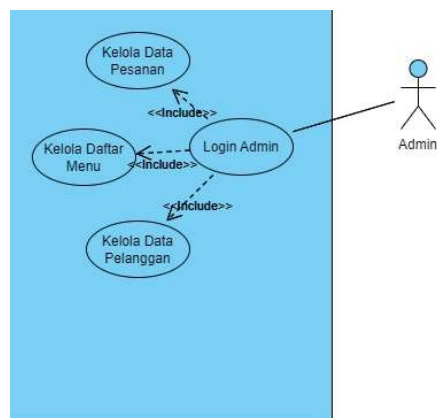 Kelola Data
Pesanan
<<Include>>
Kelola Daftar
Menu
<<Include>>
Login Admin
Admin
<<Include>>
Kelola Data
Pelanggan